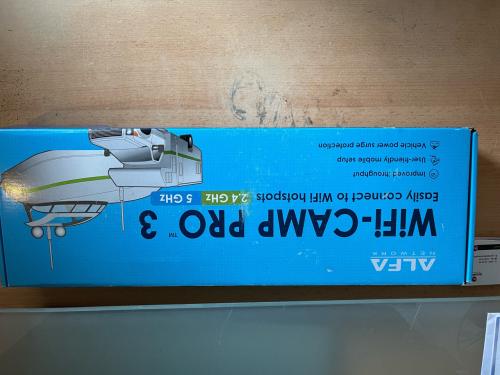 ALFA
NETWORK
WiFi-CAMP PRO 3™
Easily connect to WiFi hotspots 2.4 GHz 5 GHz
Improved throughput
User-friendly mobile setup
Vehicle power surge protection